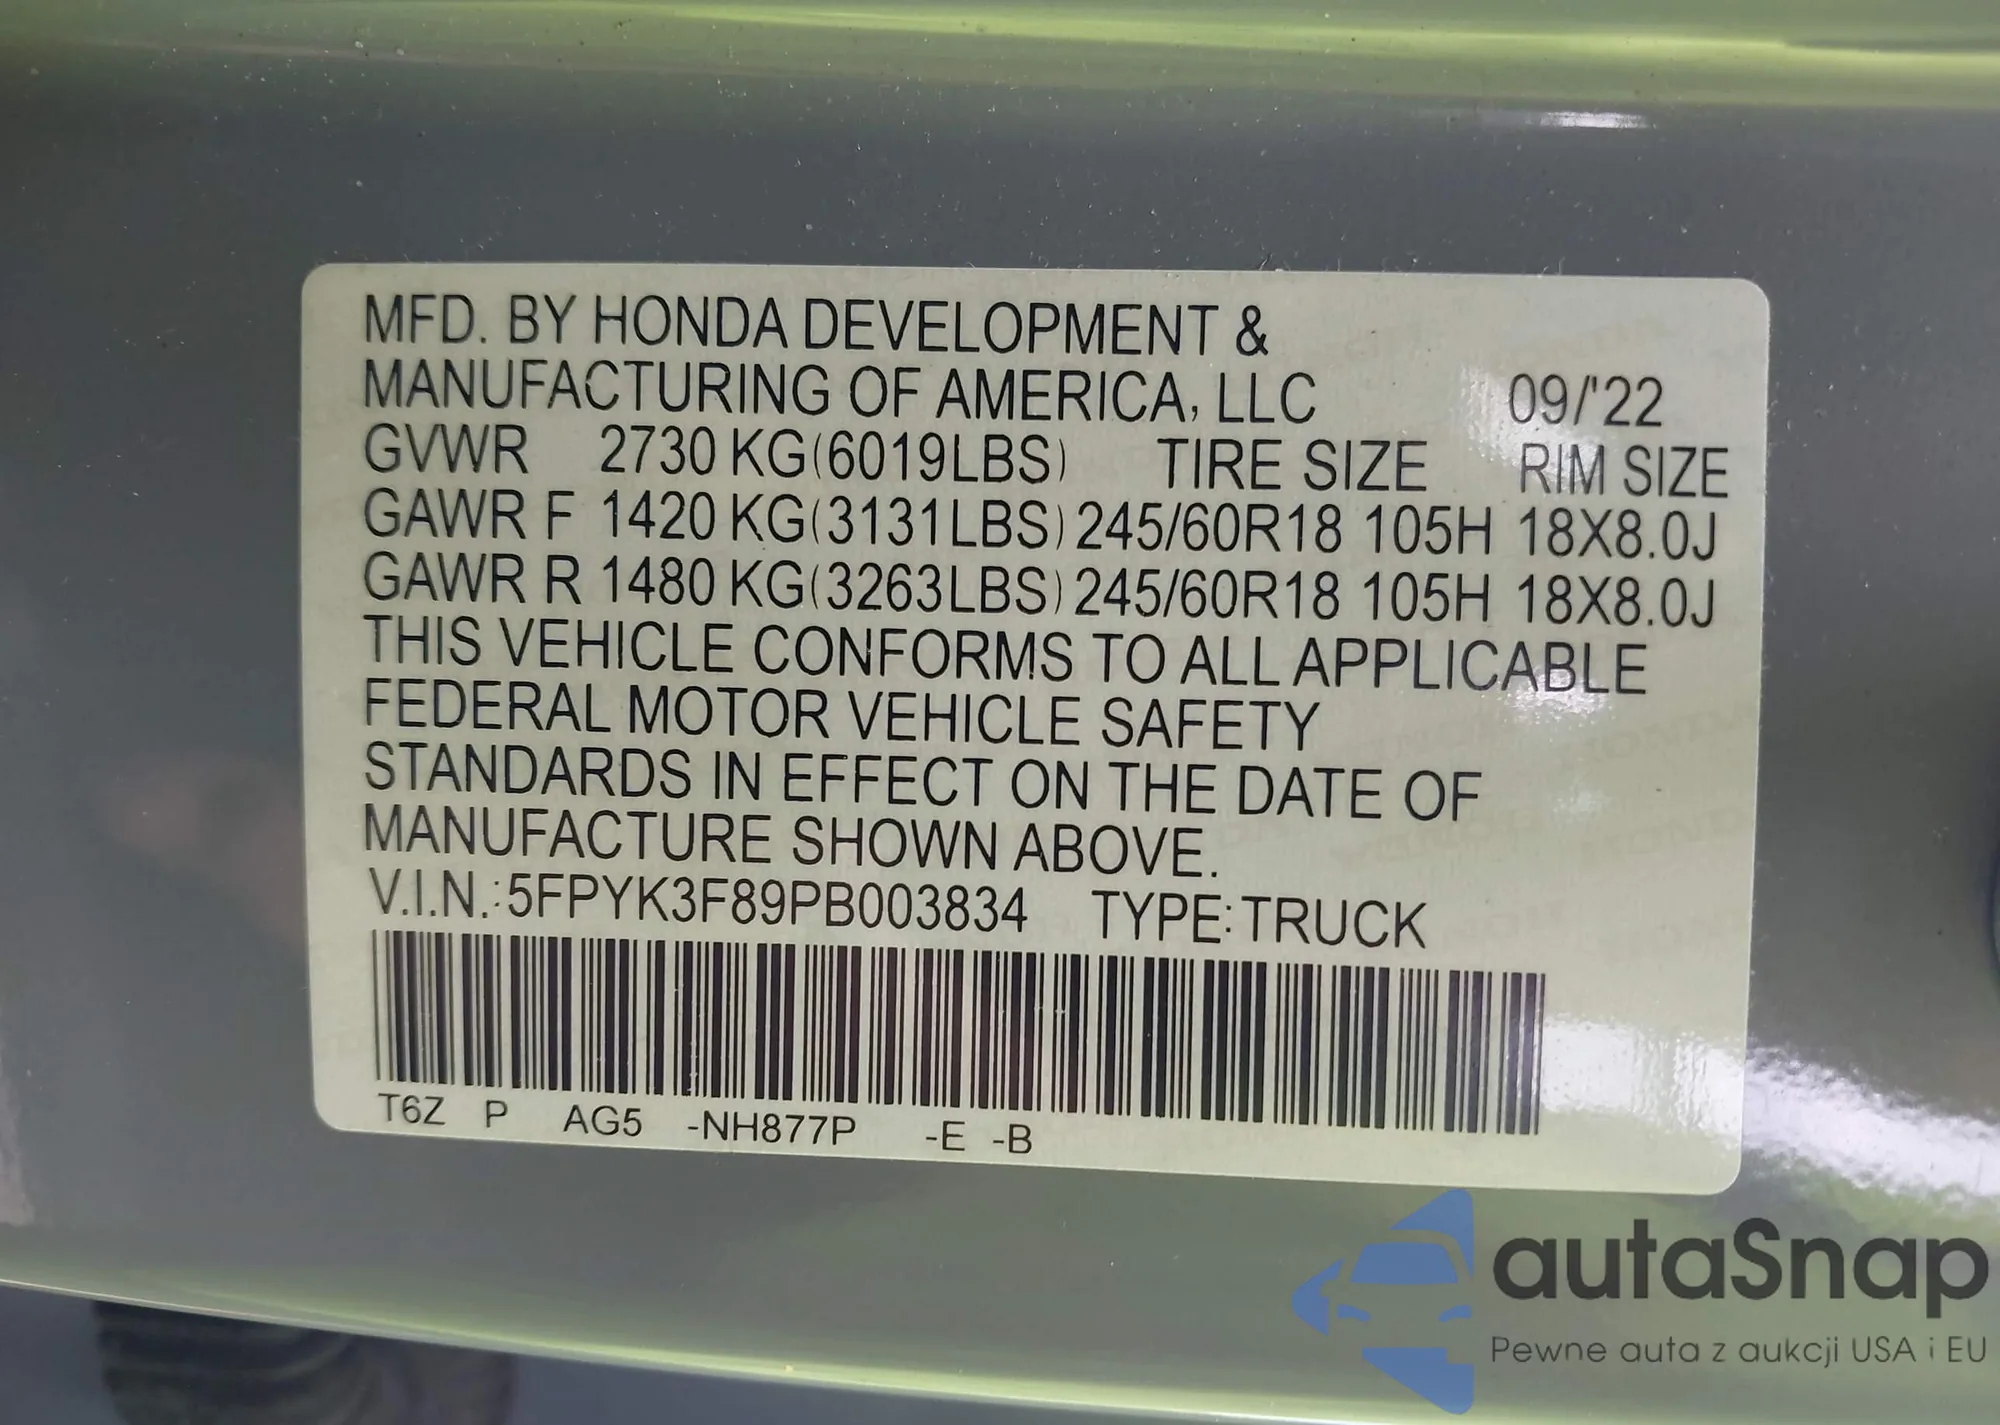 MFD. BY HONDA DEVELOPMENT &
MANUFACTURING OF AMERICA, LLC 09/'22
GVWR 2730 KG(6019LBS) TIRE SIZE RIM SIZE
GAWR F 1420 KG(3131LBS) 245/60R18 105H 18X8.0J
GAWR R 1480 KG(3263LBS) 245/60R18 105H 18X8.0J
THIS VEHICLE CONFORMS TO ALL APPLICABLE
FEDERAL MOTOR VEHICLE SAFETY
STANDARDS IN EFFECT ON THE DATE OF
MANUFACTURE SHOWN ABOVE.
V.I.N.:5FPYK3F89PB003834 TYPE:TRUCK
T6Z P AG5 -NH877P -E -B
autaSnap
Pewne auta z aukcji USA i EU